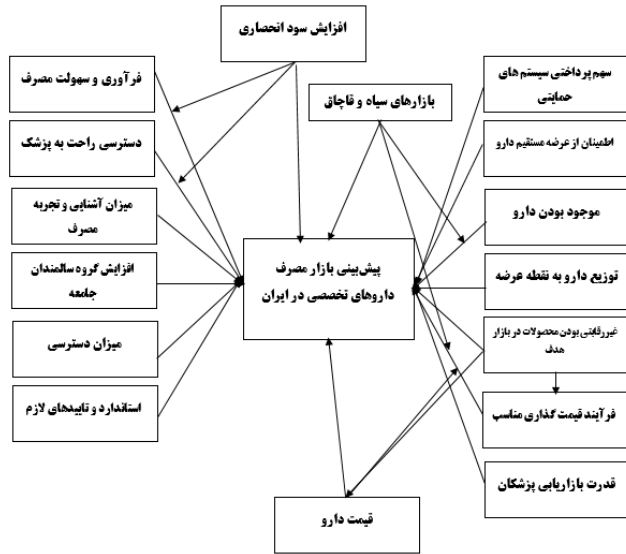 افزایش سود انحصاری
بازارهای سیاه و قاچاق
سهم پرداختی سیستم های
حمایتی
اطمینان از عرضه مستقیم دارو
موجود بودن دارو
توزیع دارو به نقطه عرضه
غیررقابتی بودن محصولات در بازار
هدف
فرآیند قیمت گذاری مناسب
قدرت بازاریابی پزشکان
پیش‌بینی بازار مصرف
داروهای تخصصی در ایران
فرآوری و سهولت مصرف
دسترسی راحت به پزشک
میزان آشنایی و تجربه
مصرف
افزایش گروه سالمندان
جامعه
میزان دسترسی
استاندارد و تاییدهای لازم
قیمت دارو